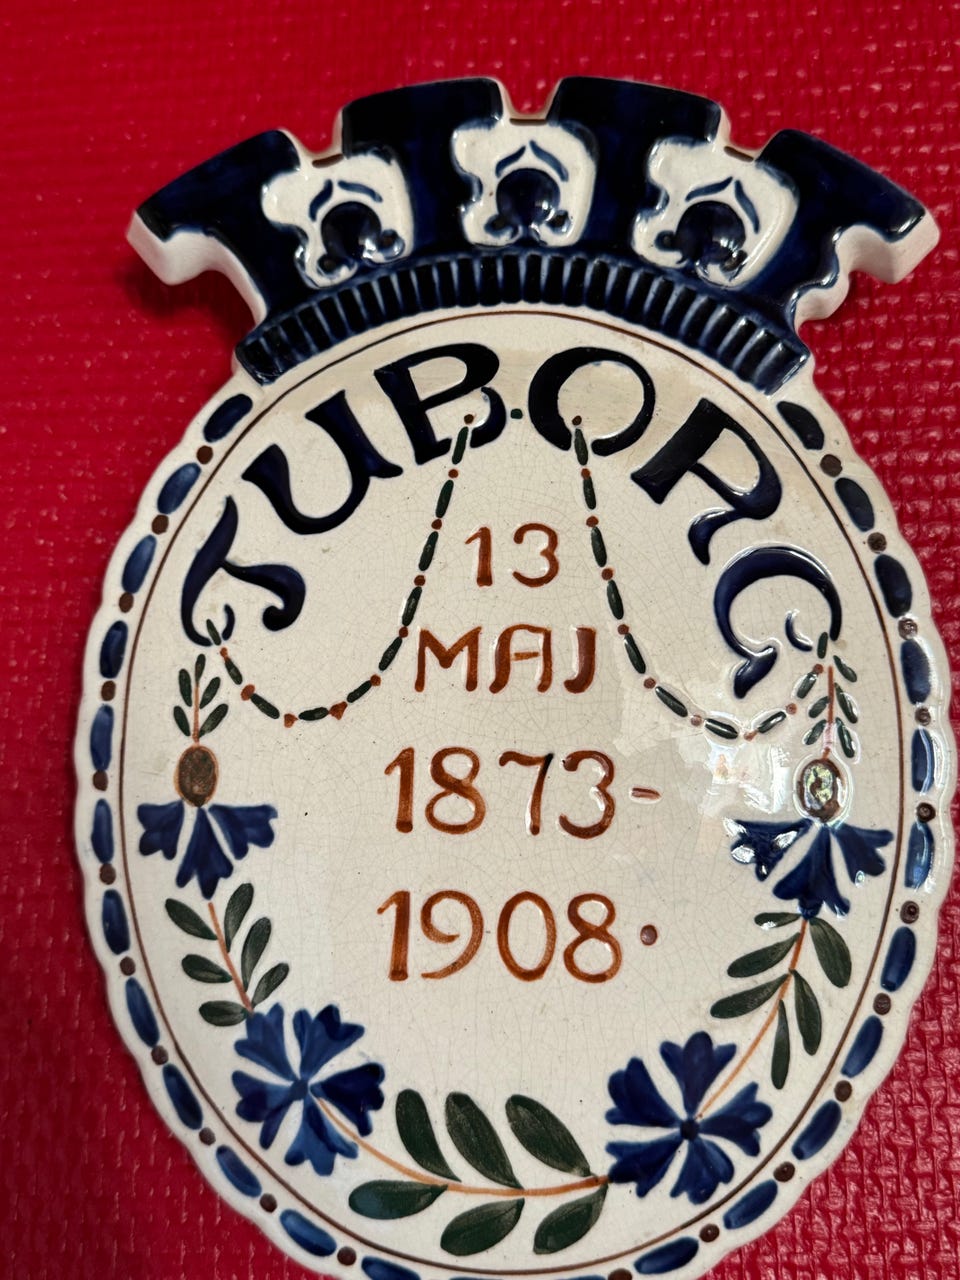 TUBORG
13
MAJ
1873-
1908.